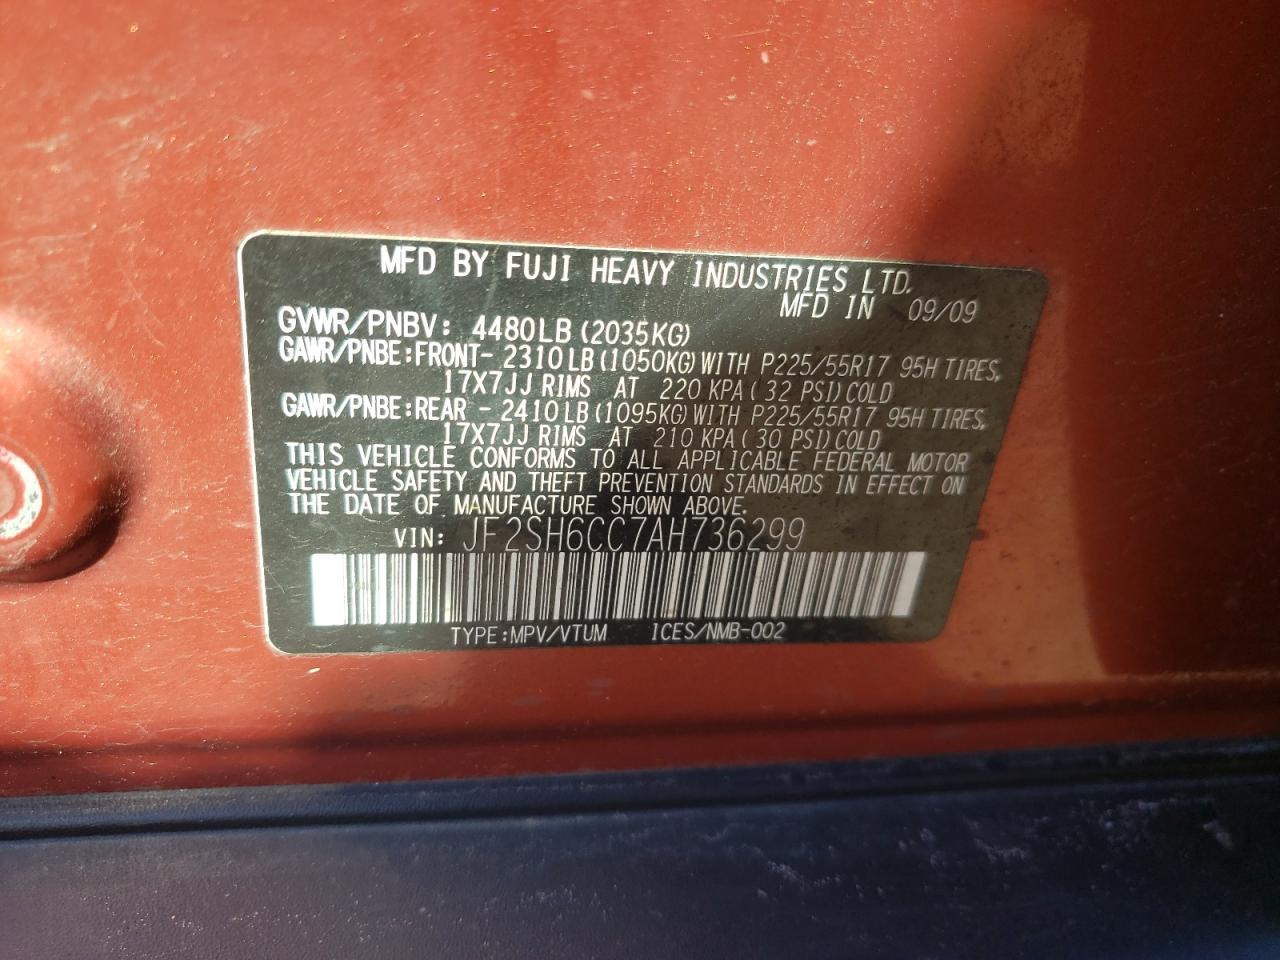 MFD BY FUJI HEAVY INDUSTRIES LTD.
MFD IN 09/09
GVWR/PNBV: 4480LB (2035KG)
GAWR/PNBE:FRONT- 2310LB (1050KG) WITH P225/55R17 95H TIRES,
17X7JJ RIMS AT 220 KPA ( 32 PSI) COLD
GAWR/PNBE:REAR - 2410LB (1095KG) WITH P225/55R17 95H TIRES,
17X7JJ RIMS AT 210 KPA ( 30 PSI) COLD
THIS VEHICLE CONFORMS TO ALL APPLICABLE FEDERAL MOTOR
VEHICLE SAFETY AND THEFT PREVENTION STANDARDS IN EFFECT ON
THE DATE OF MANUFACTURE SHOWN ABOVE.
VIN: JF2SH6CC7AH736299
TYPE:MPV/VTUM ICES/NMB-002